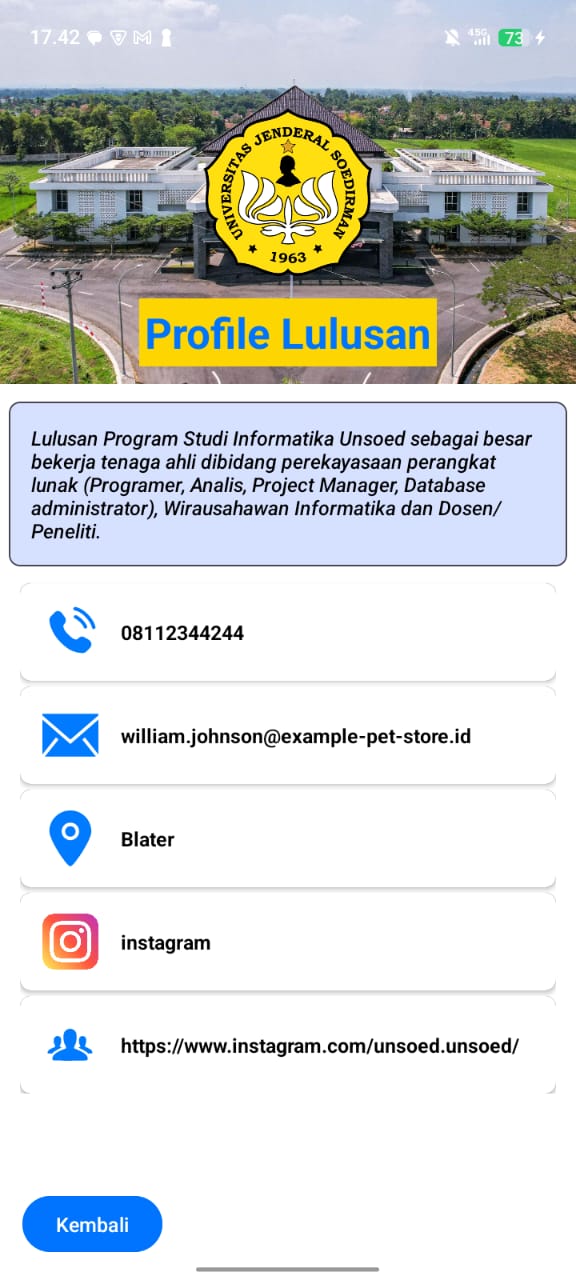 17.42
45G
73
UNIVERSITAS JENDERAL SOEDIRMAN
1963
Profile Lulusan
Lulusan Program Studi Informatika Unsoed sebagai besar
bekerja tenaga ahli dibidang perekayasaan perangkat
lunak (Programer, Analis, Project Manager, Database
administrator), Wirausahawan Informatika dan Dosen/
Peneliti.
08112344244
william.johnson@example-pet-store.id
Blater
instagram
https://www.instagram.com/unsoed.unsoed/
Kembali